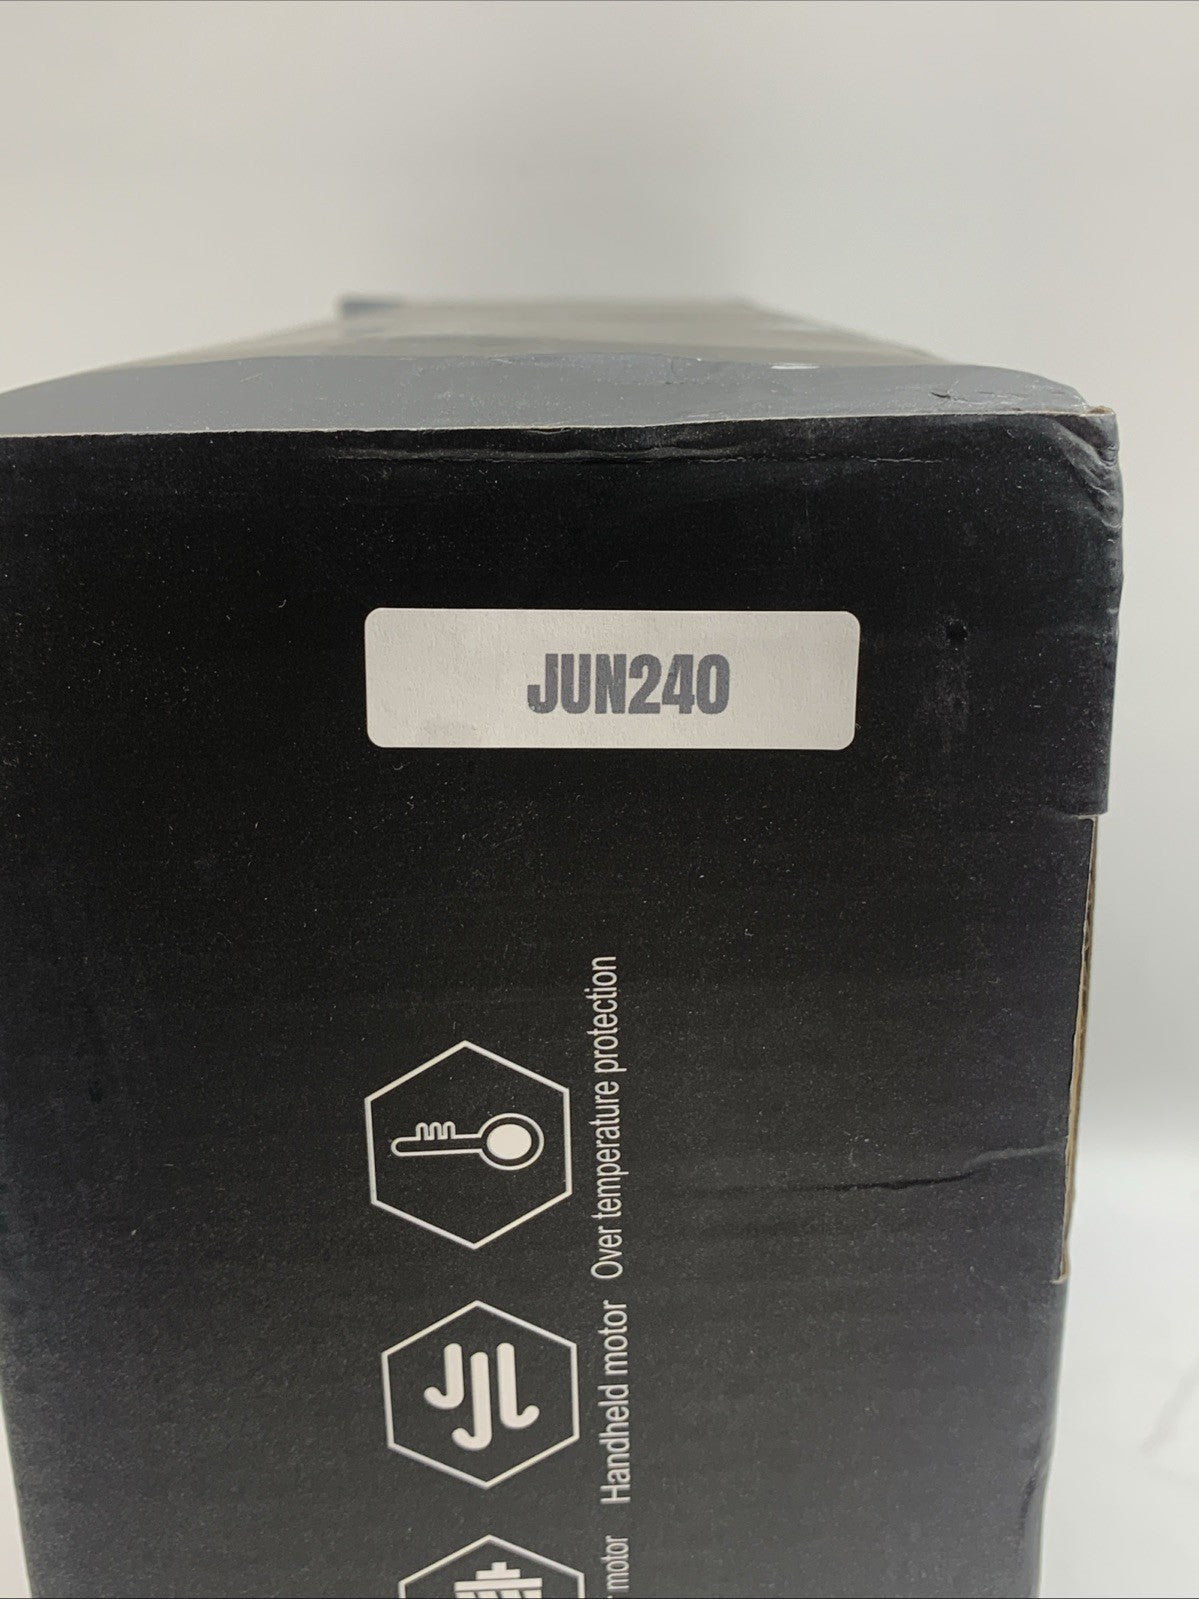 JUN240
Over temperature protection
Handheld motor
motor